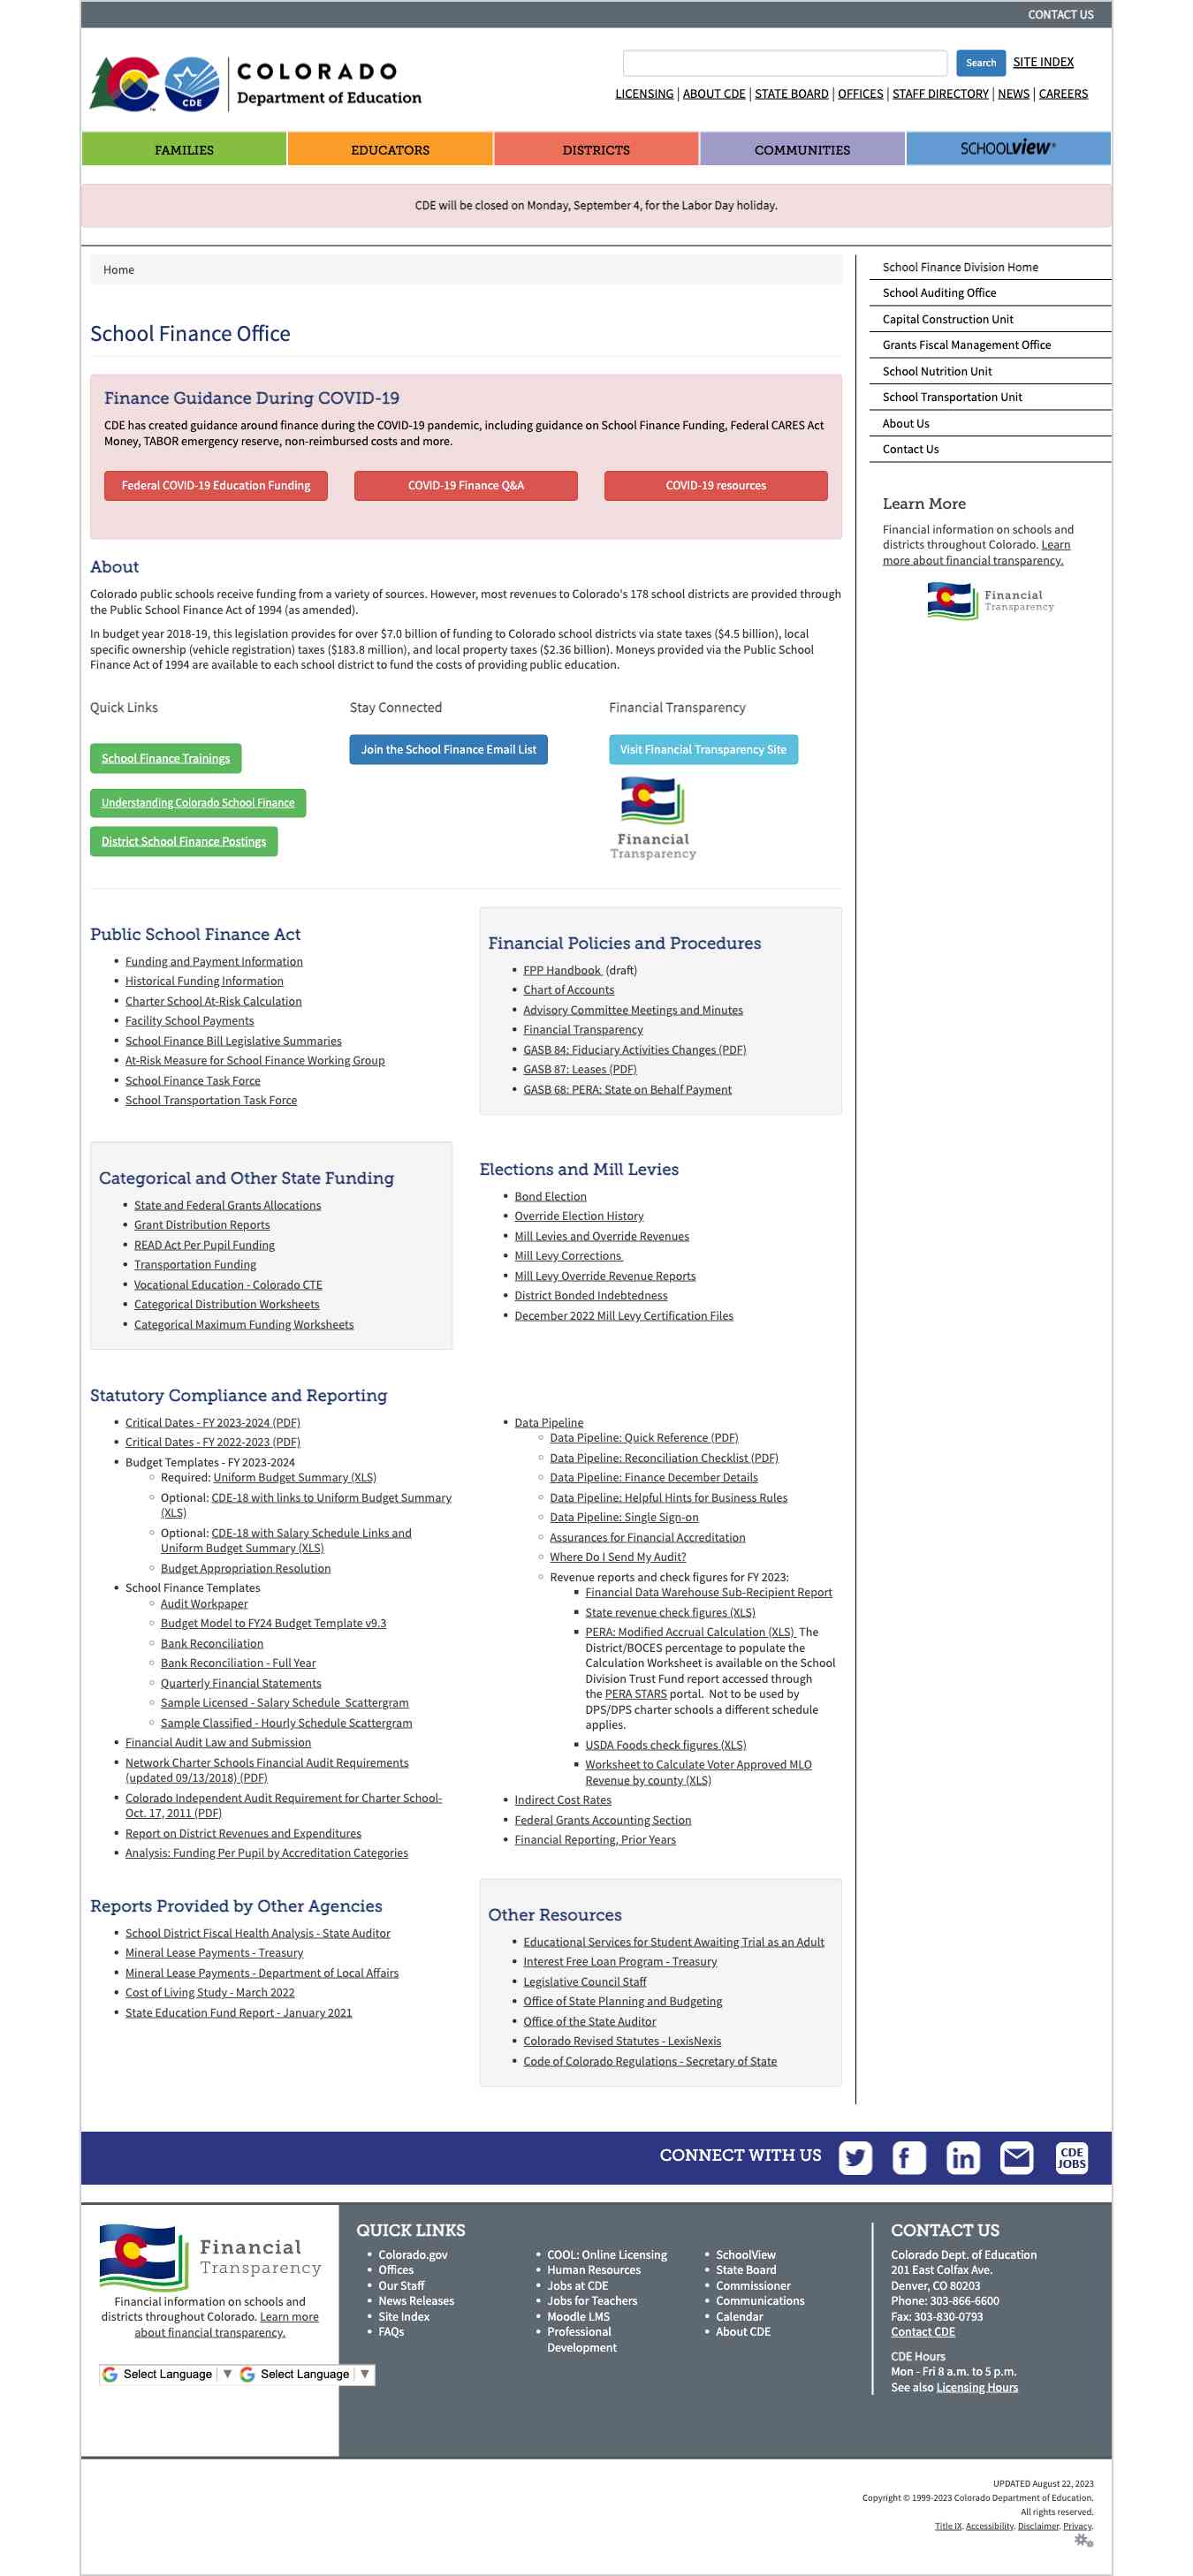 CONTACT US
COLORADO
Department of Education
CDE
Search
SITE INDEX
LICENSING | ABOUT CDE | STATE BOARD | OFFICES | STAFF DIRECTORY | NEWS | CAREERS
FAMILIES
EDUCATORS
DISTRICTS
COMMUNITIES
SCHOOLVIEW®
CDE will be closed on Monday, September 4, for the Labor Day holiday.
Home
School Finance Office
Finance Guidance During COVID-19
CDE has created guidance around finance during the COVID-19 pandemic, including guidance on School Finance Funding, Federal CARES Act
Money, TABOR emergency reserve, non-reimbursed costs and more.
Federal COVID-19 Education Funding
COVID-19 Finance Q&A
COVID-19 resources
About
Colorado public schools receive funding from a variety of sources. However, most revenues to Colorado's 178 school districts are provided through
the Public School Finance Act of 1994 (as amended).
In budget year 2018-19, this legislation provides for over $7.0 billion of funding to Colorado school districts via state taxes ($4.5 billion), local
specific ownership (vehicle registration) taxes ($183.8 million), and local property taxes ($2.36 billion). Moneys provided via the Public School
Finance Act of 1994 are available to each school district to fund the costs of providing public education.
Quick Links
School Finance Trainings
Understanding Colorado School Finance
District School Finance Postings
Stay Connected
Join the School Finance Email List
Financial Transparency
Visit Financial Transparency Site
Financial
Transparency
Public School Finance Act
Funding and Payment Information
Historical Funding Information
Charter School At-Risk Calculation
Facility School Payments
School Finance Bill Legislative Summaries
At-Risk Measure for School Finance Working Group
School Finance Task Force
School Transportation Task Force
Financial Policies and Procedures
FPP Handbook (draft)
Chart of Accounts
Advisory Committee Meetings and Minutes
Financial Transparency
GASB 84: Fiduciary Activities Changes (PDF)
GASB 87: Leases (PDF)
GASB 68: PERA: State on Behalf Payment
Categorical and Other State Funding
State and Federal Grants Allocations
Grant Distribution Reports
READ Act Per Pupil Funding
Transportation Funding
Vocational Education - Colorado CTE
Categorical Distribution Worksheets
Categorical Maximum Funding Worksheets
Elections and Mill Levies
Bond Election
Override Election History
Mill Levies and Override Revenues
Mill Levy Corrections
Mill Levy Override Revenue Reports
District Bonded Indebtedness
December 2022 Mill Levy Certification Files
Statutory Compliance and Reporting
Critical Dates - FY 2023-2024 (PDF)
Critical Dates - FY 2022-2023 (PDF)
Budget Templates - FY 2023-2024
Required: Uniform Budget Summary (XLS)
Optional: CDE-18 with links to Uniform Budget Summary
(XLS)
Optional: CDE-18 with Salary Schedule Links and
Uniform Budget Summary (XLS)
Budget Appropriation Resolution
School Finance Templates
Audit Workpaper
Budget Model to FY24 Budget Template v9.3
Bank Reconciliation
Bank Reconciliation - Full Year
Quarterly Financial Statements
Sample Licensed - Salary Schedule Scattergram
Sample Classified - Hourly Schedule Scattergram
Financial Audit Law and Submission
Network Charter Schools Financial Audit Requirements
(updated 09/13/2018) (PDF)
Colorado Independent Audit Requirement for Charter School-
Oct. 17, 2011 (PDF)
Report on District Revenues and Expenditures
Analysis: Funding Per Pupil by Accreditation Categories
Data Pipeline
Data Pipeline: Quick Reference (PDF)
Data Pipeline: Reconciliation Checklist (PDF)
Data Pipeline: Finance December Details
Data Pipeline: Helpful Hints for Business Rules
Data Pipeline: Single Sign-on
Assurances for Financial Accreditation
Where Do I Send My Audit?
Revenue reports and check figures for FY 2023:
Financial Data Warehouse Sub-Recipient Report
State revenue check figures (XLS)
PERA: Modified Accrual Calculation (XLS) The
District/BOCES percentage to populate the
Calculation Worksheet is available on the School
Division Trust Fund report accessed through
the PERA STARS portal. Not to be used by
DPS/DPS charter schools a different schedule
applies.
USDA Foods check figures (XLS)
Worksheet to Calculate Voter Approved MLO
Revenue by county (XLS)
Indirect Cost Rates
Federal Grants Accounting Section
Financial Reporting, Prior Years
Reports Provided by Other Agencies
School District Fiscal Health Analysis - State Auditor
Mineral Lease Payments - Treasury
Mineral Lease Payments - Department of Local Affairs
Cost of Living Study - March 2022
State Education Fund Report - January 2021
Other Resources
Educational Services for Student Awaiting Trial as an Adult
Interest Free Loan Program - Treasury
Legislative Council Staff
Office of State Planning and Budgeting
Office of the State Auditor
Colorado Revised Statutes - LexisNexis
Code of Colorado Regulations - Secretary of State
School Finance Division Home
School Auditing Office
Capital Construction Unit
Grants Fiscal Management Office
School Nutrition Unit
School Transportation Unit
About Us
Contact Us
Learn More
Financial information on schools and
districts throughout Colorado. Learn
more about financial transparency.
Financial
Transparency
CONNECT WITH US
CDE
JOBS
Financial
Transparency
Financial information on schools and
districts throughout Colorado. Learn more
about financial transparency.
Select Language ▼
Select Language ▼
QUICK LINKS
Colorado.gov
Offices
Our Staff
News Releases
Site Index
FAQs
COOL: Online Licensing
Human Resources
Jobs at CDE
Jobs for Teachers
Moodle LMS
Professional
Development
SchoolView
State Board
Commissioner
Communications
Calendar
About CDE
CONTACT US
Colorado Dept. of Education
201 East Colfax Ave.
Denver, CO 80203
Phone: 303-866-6600
Fax: 303-830-0793
Contact CDE
CDE Hours
Mon - Fri 8 a.m. to 5 p.m.
See also Licensing Hours
UPDATED August 22, 2023
Copyright © 1999-2023 Colorado Department of Education.
All rights reserved.
Title IX. Accessibility. Disclaimer. Privacy.